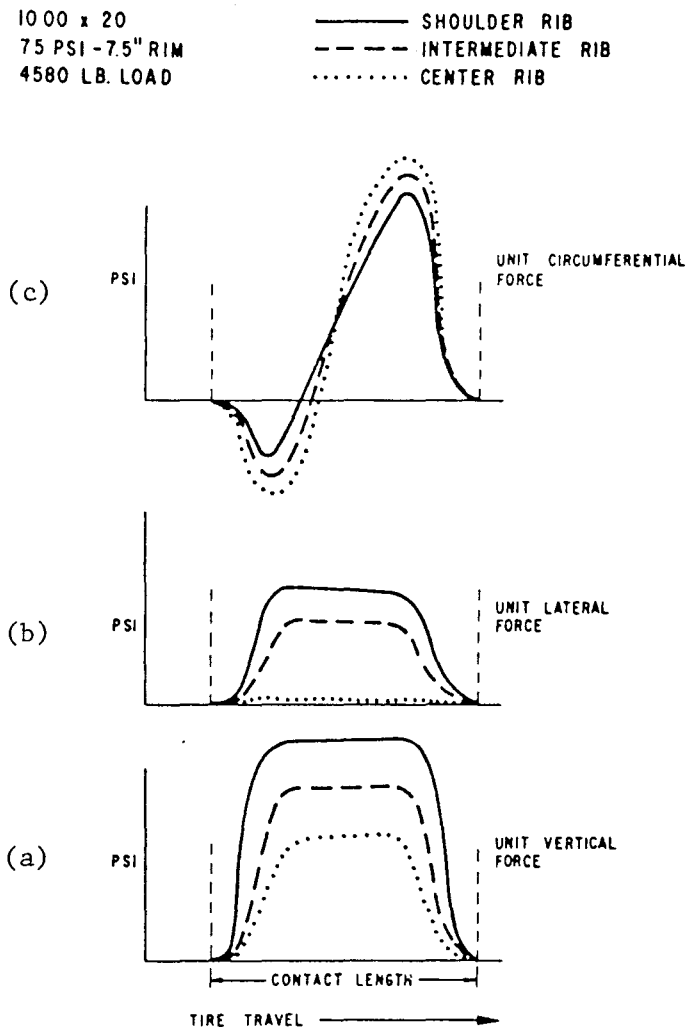 10 00 x 20
75 PSI - 7.5" RIM
4580 LB. LOAD
SHOULDER RIB
INTERMEDIATE RIB
CENTER RIB
(c)
PSI
UNIT CIRCUMFERENTIAL
FORCE
(b)
PSI
UNIT LATERAL
FORCE
(a)
PSI
UNIT VERTICAL
FORCE
CONTACT LENGTH
TIRE TRAVEL